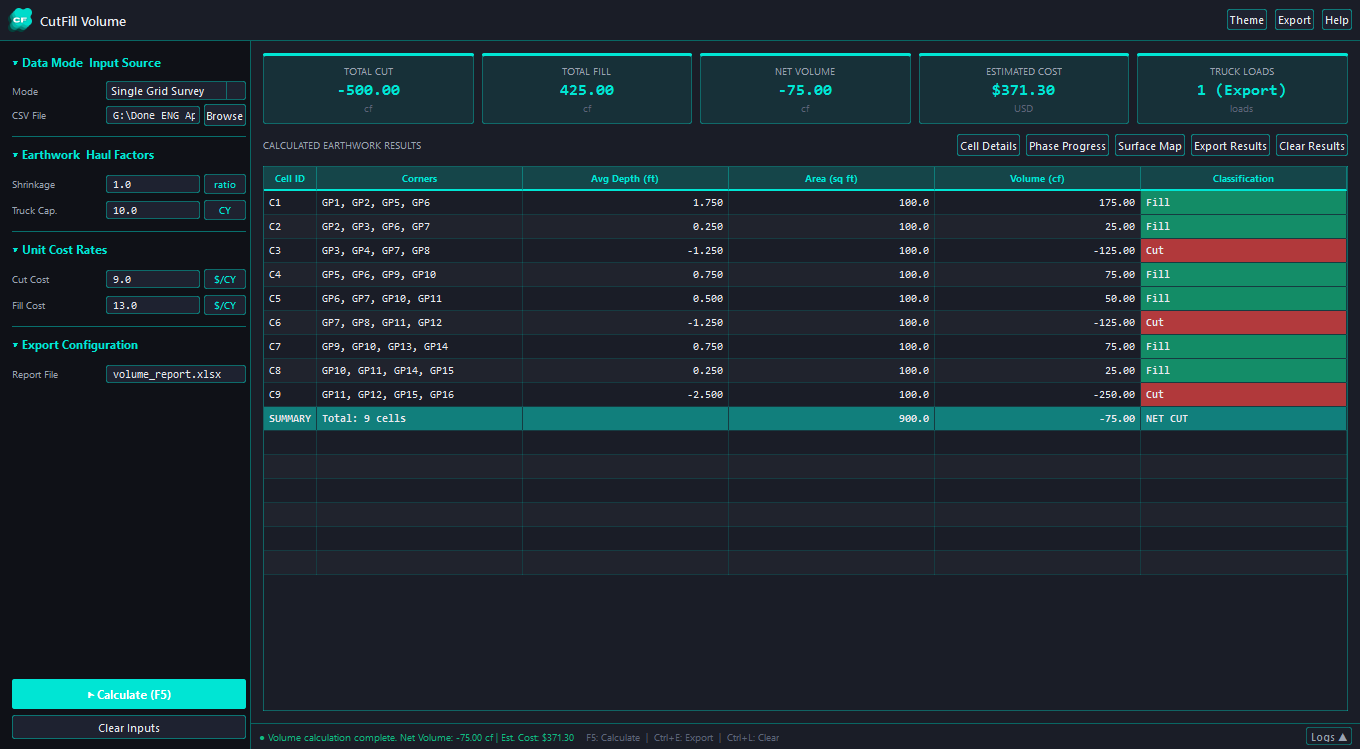 CF CutFill Volume
Theme Export Help
▾ Data Mode Input Source
Mode Single Grid Survey
CSV File G:\Done ENG Ap Browse
▾ Earthwork Haul Factors
Shrinkage 1.0 ratio
Truck Cap. 10.0 CY
▾ Unit Cost Rates
Cut Cost 9.0 $/CY
Fill Cost 13.0 $/CY
▾ Export Configuration
Report File volume_report.xlsx
▸ Calculate (F5)
Clear Inputs
TOTAL CUT
-500.00
cf
TOTAL FILL
425.00
cf
NET VOLUME
-75.00
cf
ESTIMATED COST
$371.30
USD
TRUCK LOADS
1 (Export)
loads
CALCULATED EARTHWORK RESULTS
Cell Details Phase Progress Surface Map Export Results Clear Results
Cell ID Corners Avg Depth (ft) Area (sq ft) Volume (cf) Classification
C1 GP1, GP2, GP5, GP6 1.750 100.0 175.00 Fill
C2 GP2, GP3, GP6, GP7 0.250 100.0 25.00 Fill
C3 GP3, GP4, GP7, GP8 -1.250 100.0 -125.00 Cut
C4 GP5, GP6, GP9, GP10 0.750 100.0 75.00 Fill
C5 GP6, GP7, GP10, GP11 0.500 100.0 50.00 Fill
C6 GP7, GP8, GP11, GP12 -1.250 100.0 -125.00 Cut
C7 GP9, GP10, GP13, GP14 0.750 100.0 75.00 Fill
C8 GP10, GP11, GP14, GP15 0.250 100.0 25.00 Fill
C9 GP11, GP12, GP15, GP16 -2.500 100.0 -250.00 Cut
SUMMARY Total: 9 cells 900.0 -75.00 NET CUT
● Volume calculation complete. Net Volume: -75.00 cf | Est. Cost: $371.30 F5: Calculate | Ctrl+E: Export | Ctrl+L: Clear
Logs ▲